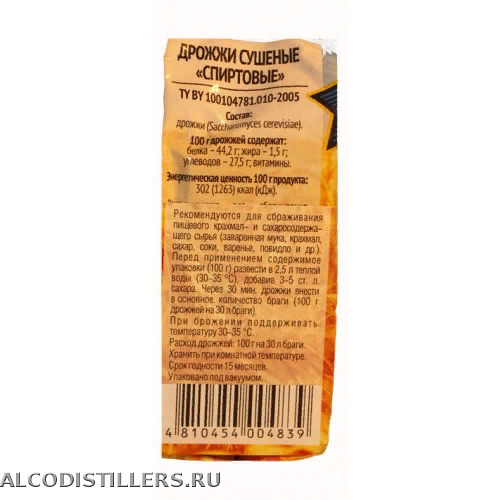 ДРОЖЖИ СУШЕНЫЕ
«СПИРТОВЫЕ»
TY BY 100104781.010-2005
Состав:
дрожжи (Saccharomyces cerevisiae).
100 г дрожжей содержат:
белка – 44,2 г; жира – 1,5 г;
углеводов – 27,5 г; витамины.
Энергетическая ценность 100 г продукта:
302 (1263) ккал (кДж).
Рекомендуются для сбраживания
пищевого крахмал- и сахаросодержа-
щего сырья (заваренная мука, крахмал,
сахар, соки, варенье, повидло и др.).
Перед применением содержимое
упаковки (100 г) развести в 2,5 л теплой
воды (30–35 °C), добавив 3–5 ст. л.
сахара. Через 30 мин. дрожжи внести
в основное количество браги (100 г
дрожжей на 30 л браги).
При брожении поддерживать
температуру 30–35 °C.
Расход дрожжей: 100 г на 30 л браги.
Хранить при комнатной температуре.
Срок годности 15 месяцев.
Упаковано под вакуумом.
4 810454 004839
ALCODISTILLERS.RU